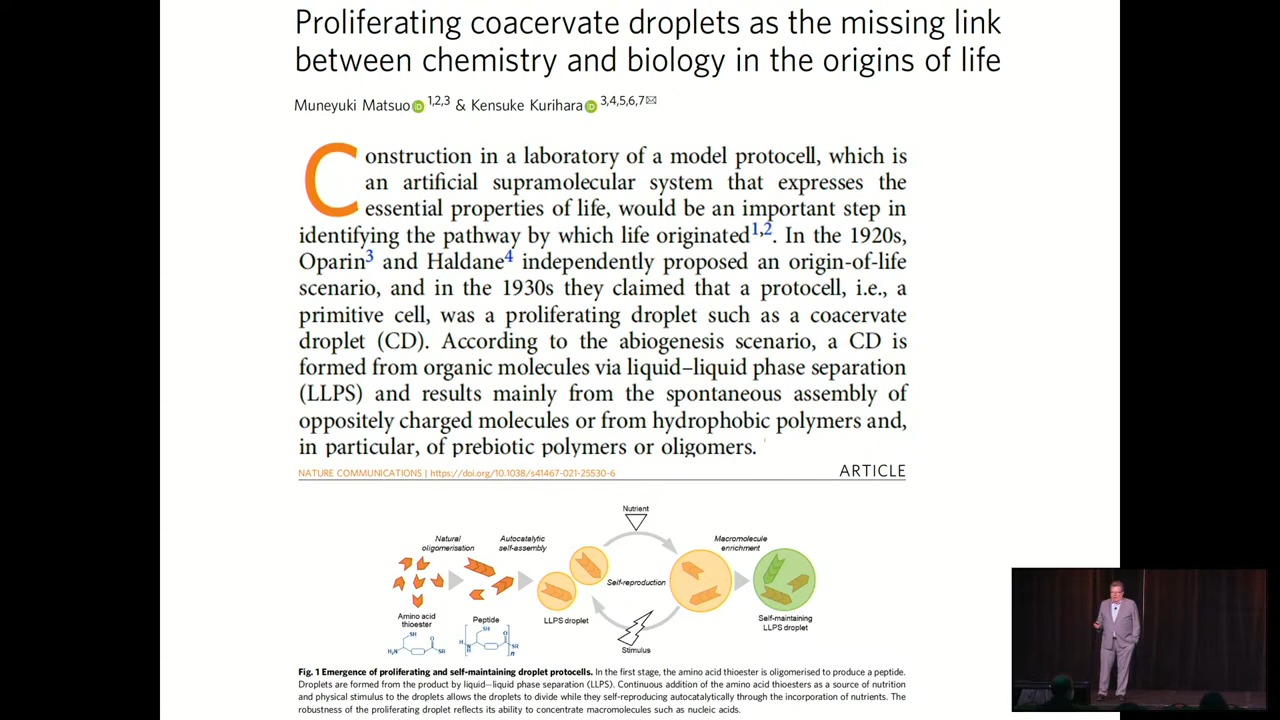 Proliferating coacervate droplets as the missing link
between chemistry and biology in the origins of life
Muneyuki Matsuo iD 1,2,3 & Kensuke Kurihara iD 3,4,5,6,7✉
Construction in a laboratory of a model protocell, which is
an artificial supramolecular system that expresses the
essential properties of life, would be an important step in
identifying the pathway by which life originated1,2. In the 1920s,
Oparin3 and Haldane4 independently proposed an origin-of-life
scenario, and in the 1930s they claimed that a protocell, i.e., a
primitive cell, was a proliferating droplet such as a coacervate
droplet (CD). According to the abiogenesis scenario, a CD is
formed from organic molecules via liquid–liquid phase separation
(LLPS) and results mainly from the spontaneous assembly of
oppositely charged molecules or from hydrophobic polymers and,
in particular, of prebiotic polymers or oligomers.
NATURE COMMUNICATIONS | https://doi.org/10.1038/s41467-021-25530-6
ARTICLE
Nutrient
Natural
oligomerisation
Autocatalytic
self-assembly
Macromolecule
enrichment
Self-reproduction
Amino acid
thioester
Peptide
LLPS droplet
Self-maintaining
LLPS droplet
Stimulus
SH
O
H2N
SR
SH
O
H
N
H
SR
n
Fig. 1 Emergence of proliferating and self-maintaining droplet protocells. In the first stage, the amino acid thioester is oligomerised to produce a peptide.
Droplets are formed from the product by liquid–liquid phase separation (LLPS). Continuous addition of the amino acid thioesters as a source of nutrition
and physical stimulus to the droplets allows the droplets to divide while they self-reproducing autocatalytically through the incorporation of nutrients. The
robustness of the proliferating droplet reflects its ability to concentrate macromolecules such as nucleic acids.